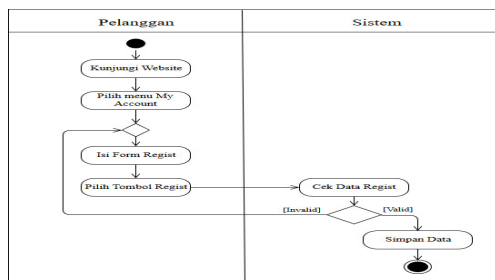 Pelanggan
Sistem
Kunjungi Website
Pilih menu My
Account
Isi Form Regist
Pilih Tombol Regist
Cek Data Regist
[Invalid]
[Valid]
Simpan Data